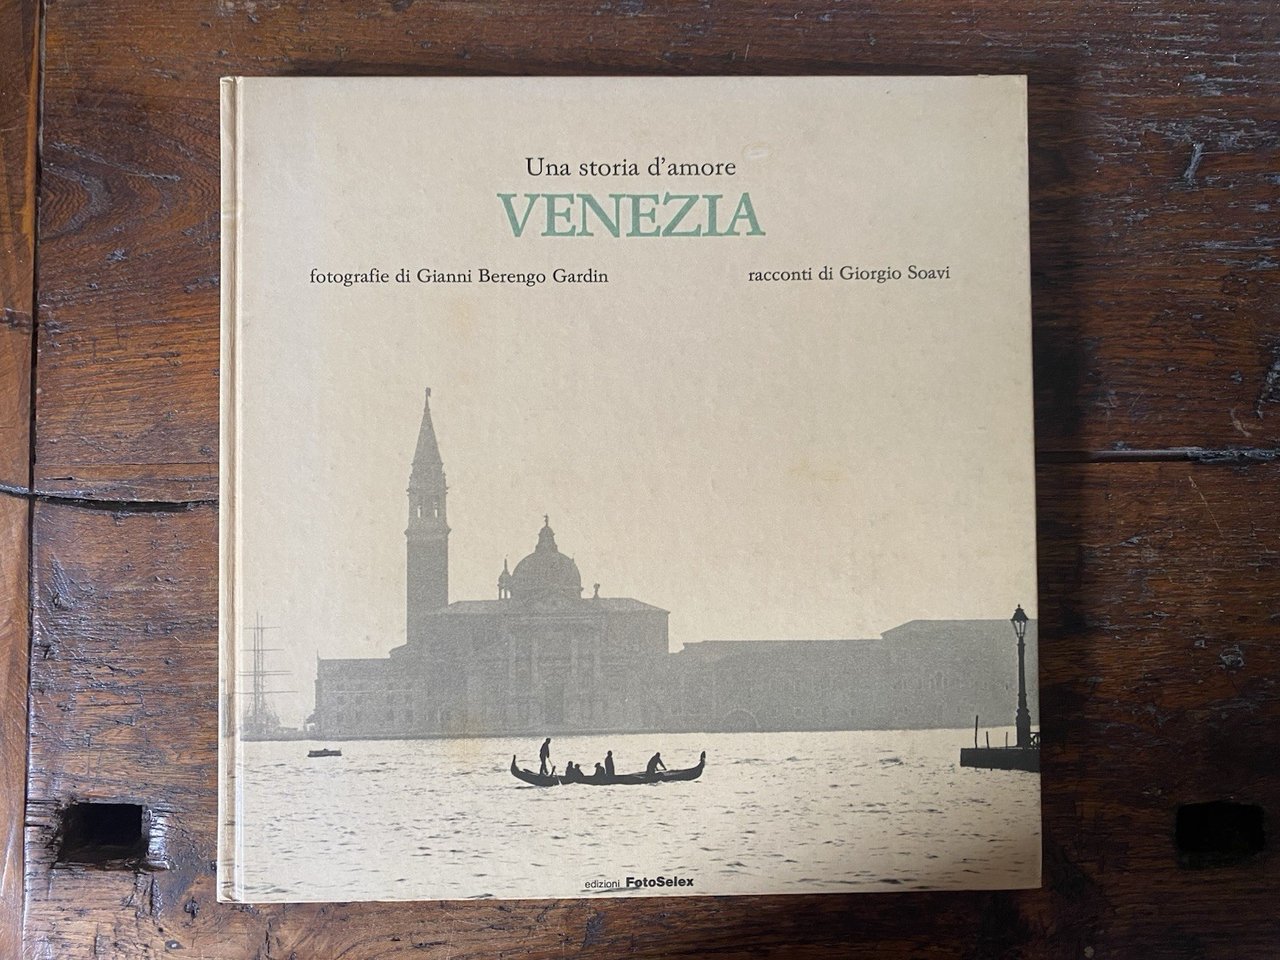 Una storia d'amore
VENEZIA
fotografie di Gianni Berengo Gardin
racconti di Giorgio Soavi
edizioni FotoSelex